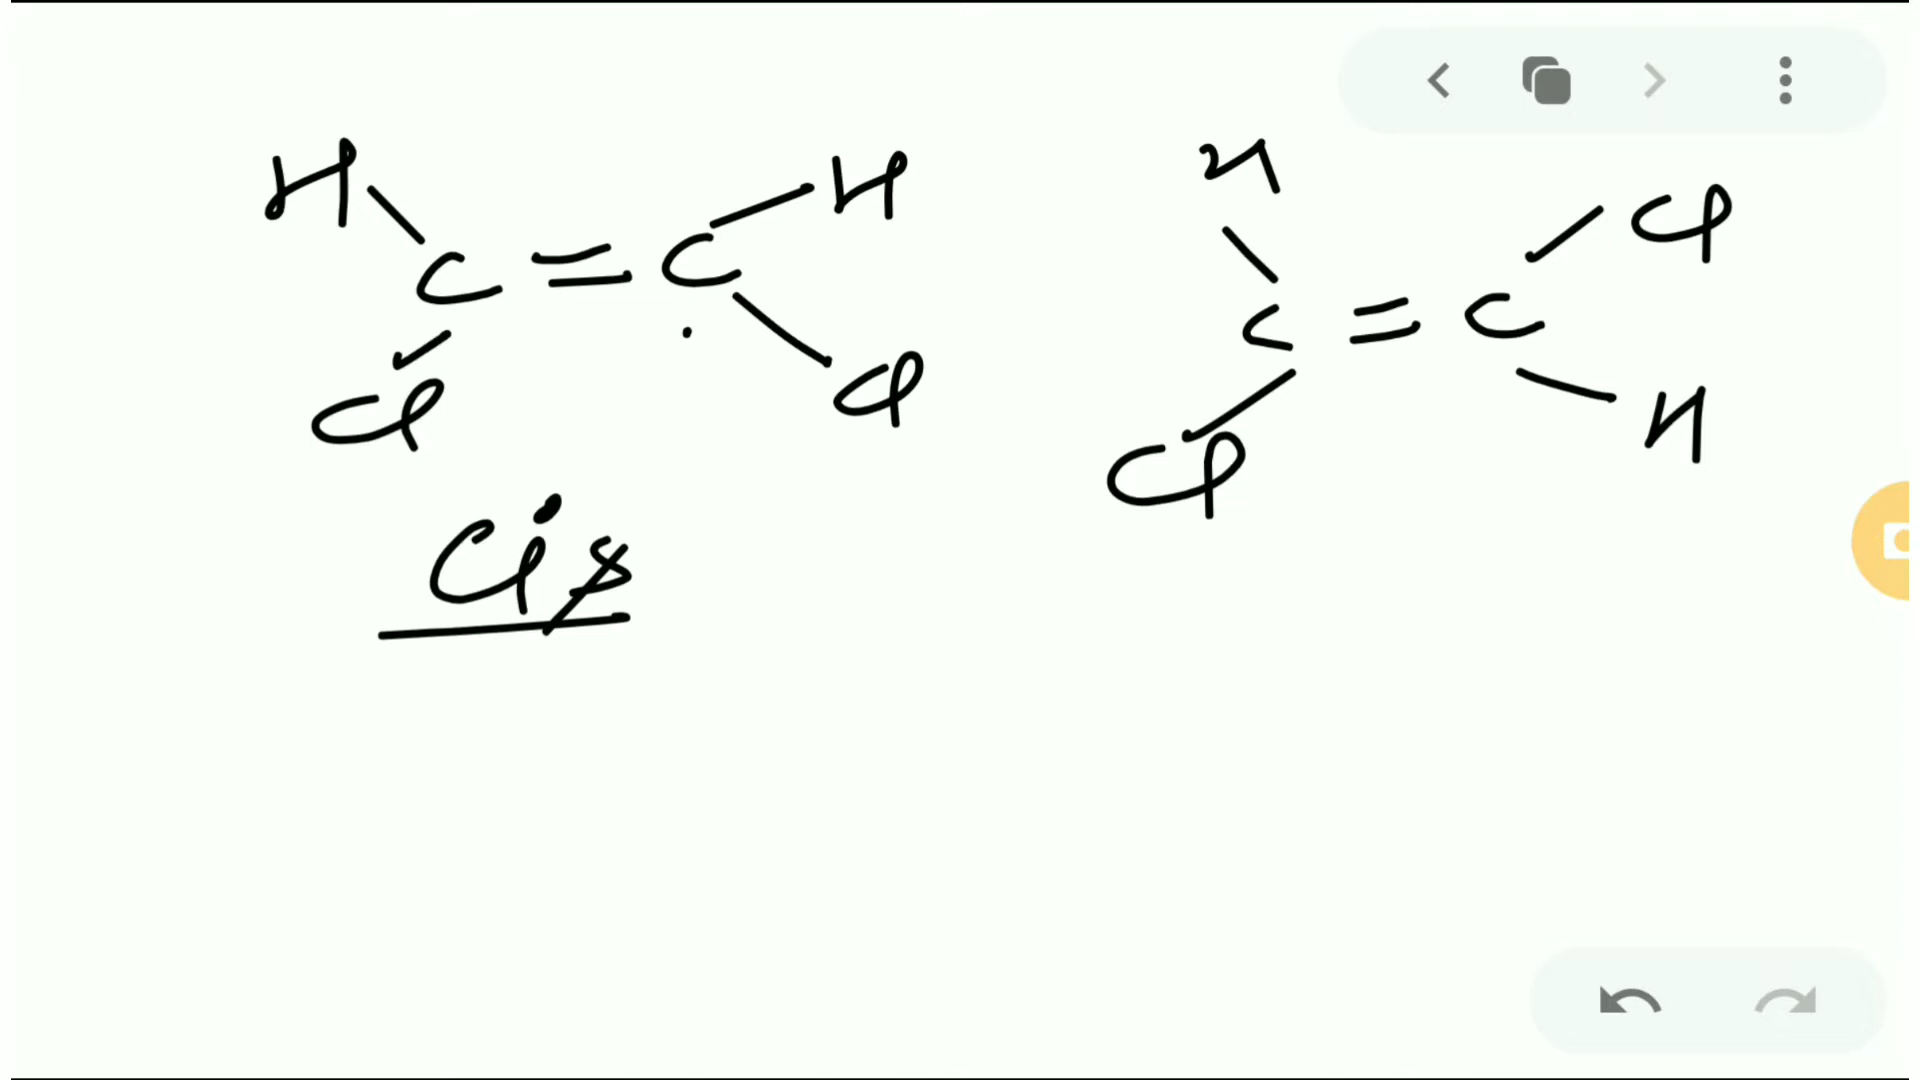 H H
C = C
Cl Cl
Cis
H Cl
C = C
Cl H